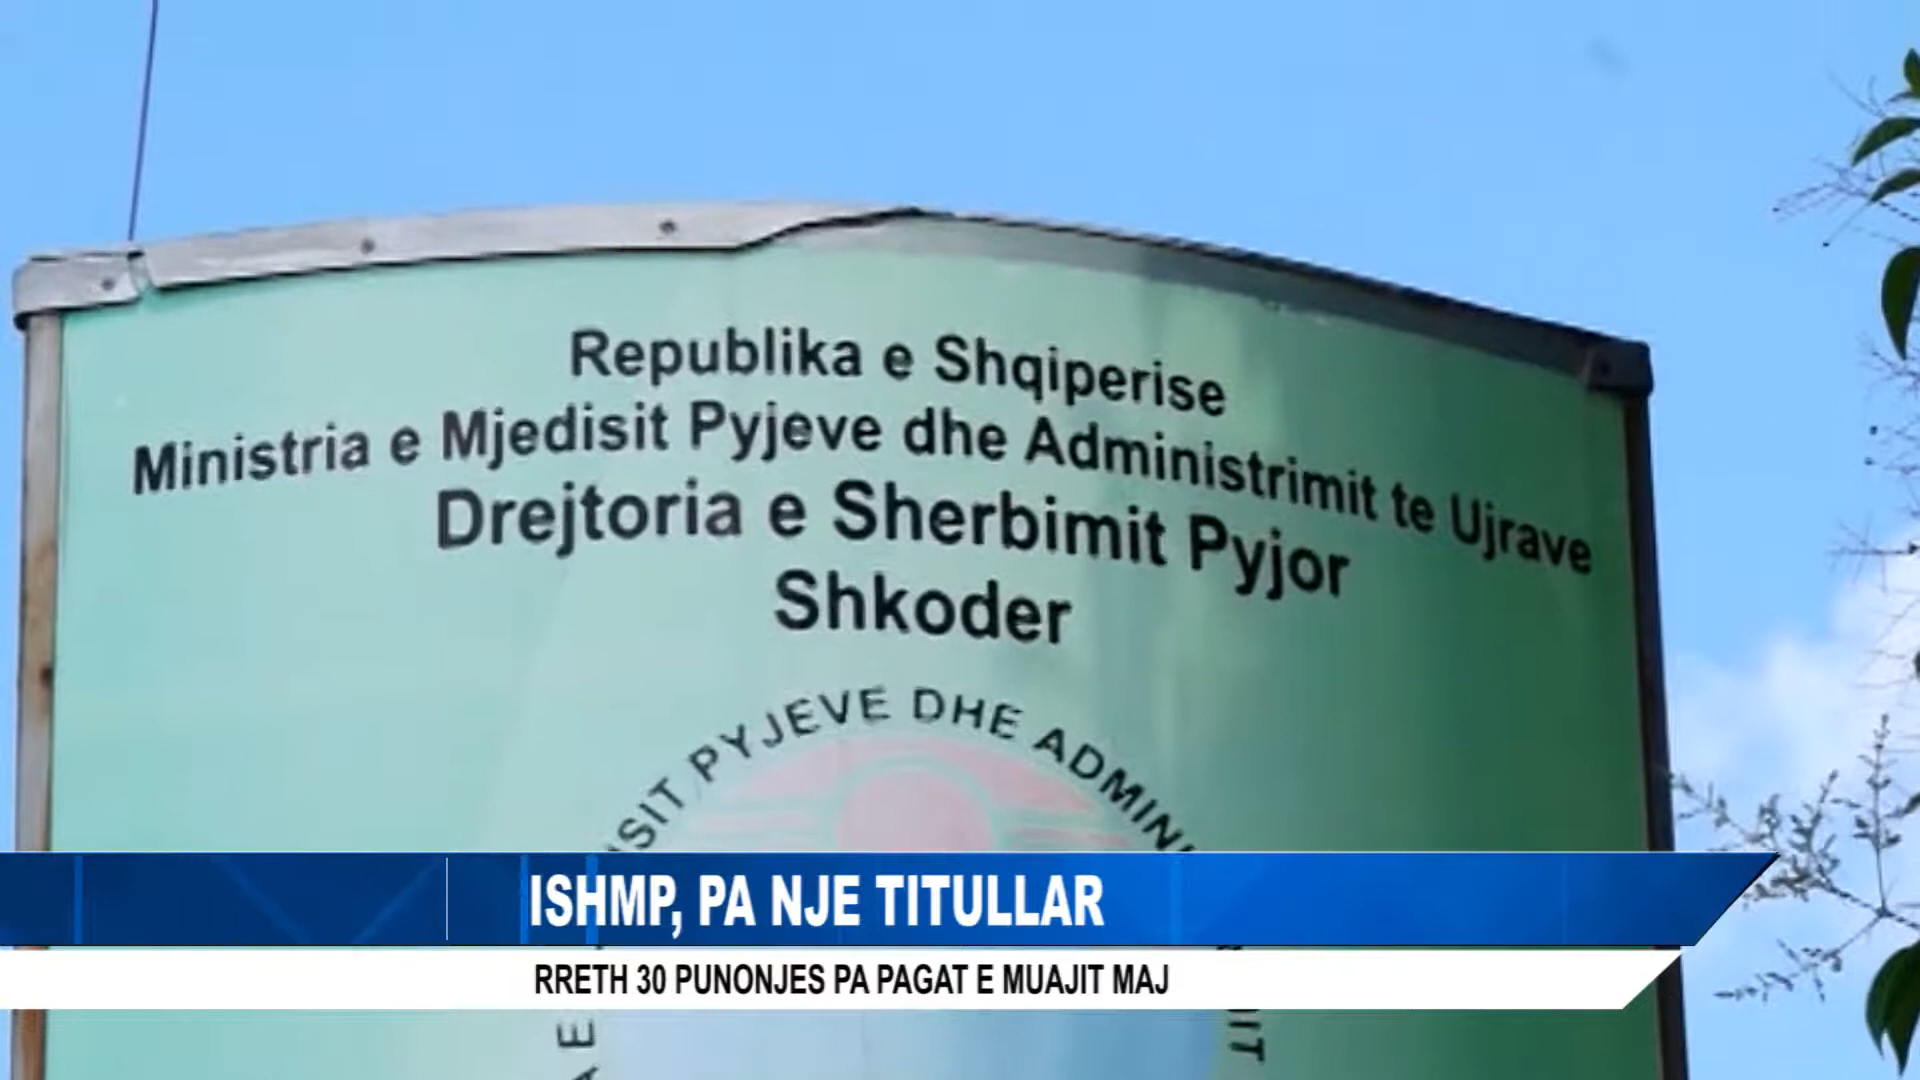 Republika e Shqiperise
Ministria e Mjedisit Pyjeve dhe Administrimit te Ujrave
Drejtoria e Sherbimit Pyjor
Shkoder
PYJEVE DHE
ISHMP, PA NJE TITULLAR
RRETH 30 PUNONJES PA PAGAT E MUAJIT MAJ